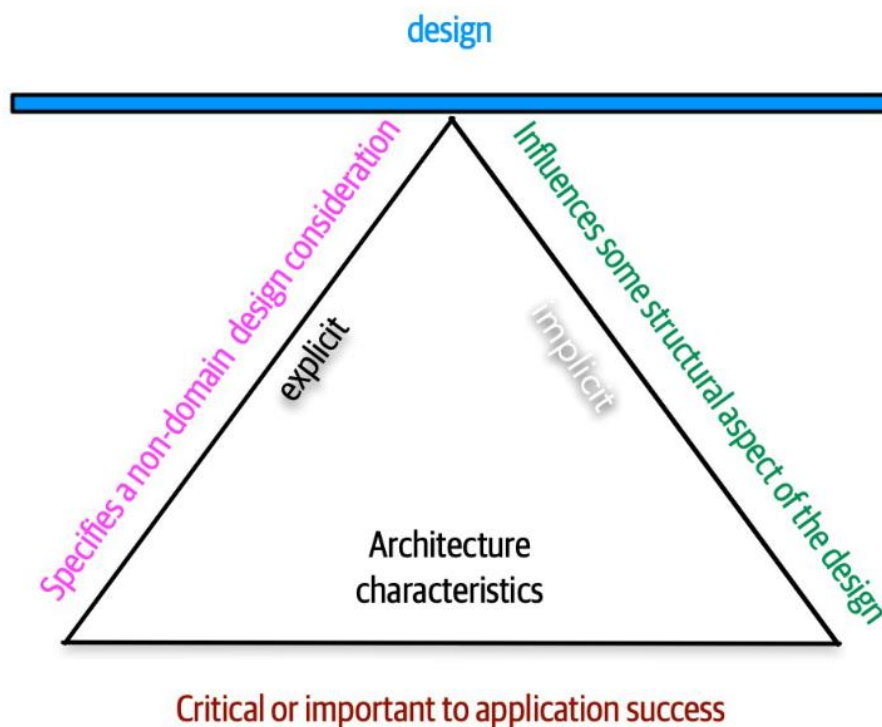 design
Specifies a non-domain design consideration
explicit
implicit
Influences some structural aspect of the design
Architecture
characteristics
Critical or important to application success